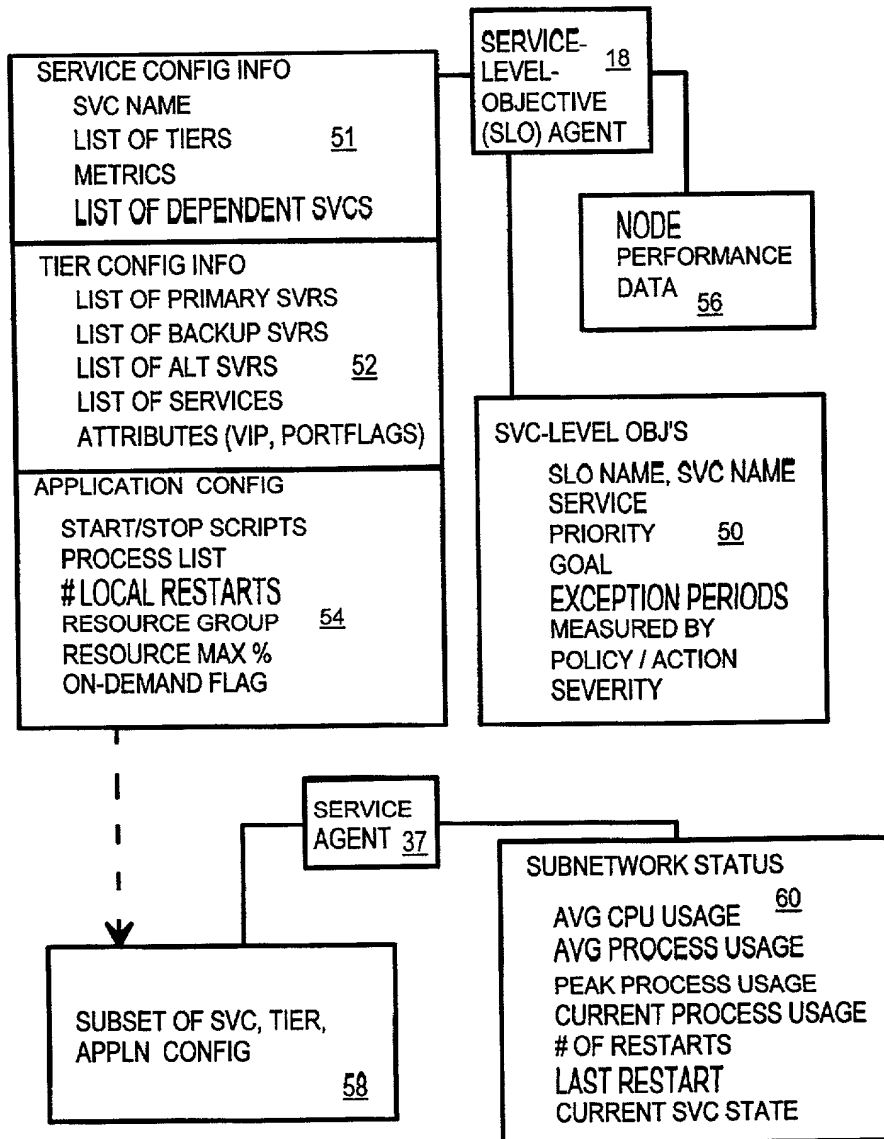 SERVICE CONFIG INFO
SVC NAME
LIST OF TIERS 51
METRICS
LIST OF DEPENDENT SVCS
TIER CONFIG INFO
LIST OF PRIMARY SVRS
LIST OF BACKUP SVRS
LIST OF ALT SVRS 52
LIST OF SERVICES
ATTRIBUTES (VIP, PORTFLAGS)
APPLICATION CONFIG
START/STOP SCRIPTS
PROCESS LIST
# LOCAL RESTARTS
RESOURCE GROUP 54
RESOURCE MAX %
ON-DEMAND FLAG
SERVICE-
LEVEL- 18
OBJECTIVE
(SLO) AGENT
NODE
PERFORMANCE
DATA 56
SVC-LEVEL OBJ'S
SLO NAME, SVC NAME
SERVICE
PRIORITY 50
GOAL
EXCEPTION PERIODS
MEASURED BY
POLICY / ACTION
SEVERITY
SERVICE
AGENT 37
SUBSET OF SVC, TIER,
APPLN CONFIG
58
SUBNETWORK STATUS
60
AVG CPU USAGE
AVG PROCESS USAGE
PEAK PROCESS USAGE
CURRENT PROCESS USAGE
# OF RESTARTS
LAST RESTART
CURRENT SVC STATE